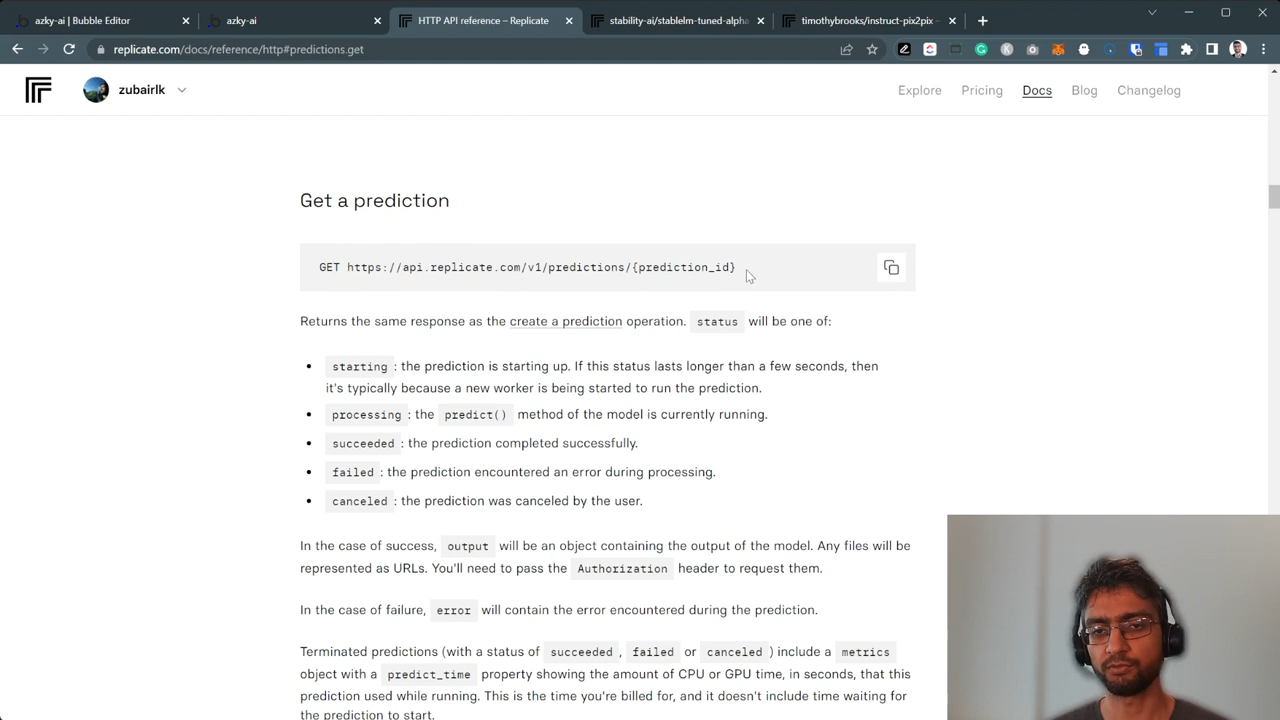 azky-ai | Bubble Editor
azky-ai
HTTP API reference – Replicate
stability-ai/stablelm-tuned-alpha
timothybrooks/instruct-pix2pix –
replicate.com/docs/reference/http#predictions.get
zubairlk
Explore
Pricing
Docs
Blog
Changelog
Get a prediction
GET https://api.replicate.com/v1/predictions/{prediction_id}
Returns the same response as the create a prediction operation. status will be one of:
• starting : the prediction is starting up. If this status lasts longer than a few seconds, then
it's typically because a new worker is being started to run the prediction.
• processing : the predict() method of the model is currently running.
• succeeded : the prediction completed successfully.
• failed : the prediction encountered an error during processing.
• canceled : the prediction was canceled by the user.
In the case of success, output will be an object containing the output of the model. Any files will be
represented as URLs. You'll need to pass the Authorization header to request them.
In the case of failure, error will contain the error encountered during the prediction.
Terminated predictions (with a status of succeeded , failed or canceled ) include a metrics
object with a predict_time property showing the amount of CPU or GPU time, in seconds, that this
prediction used while running. This is the time you're billed for, and it doesn't include time waiting for
the prediction to start.